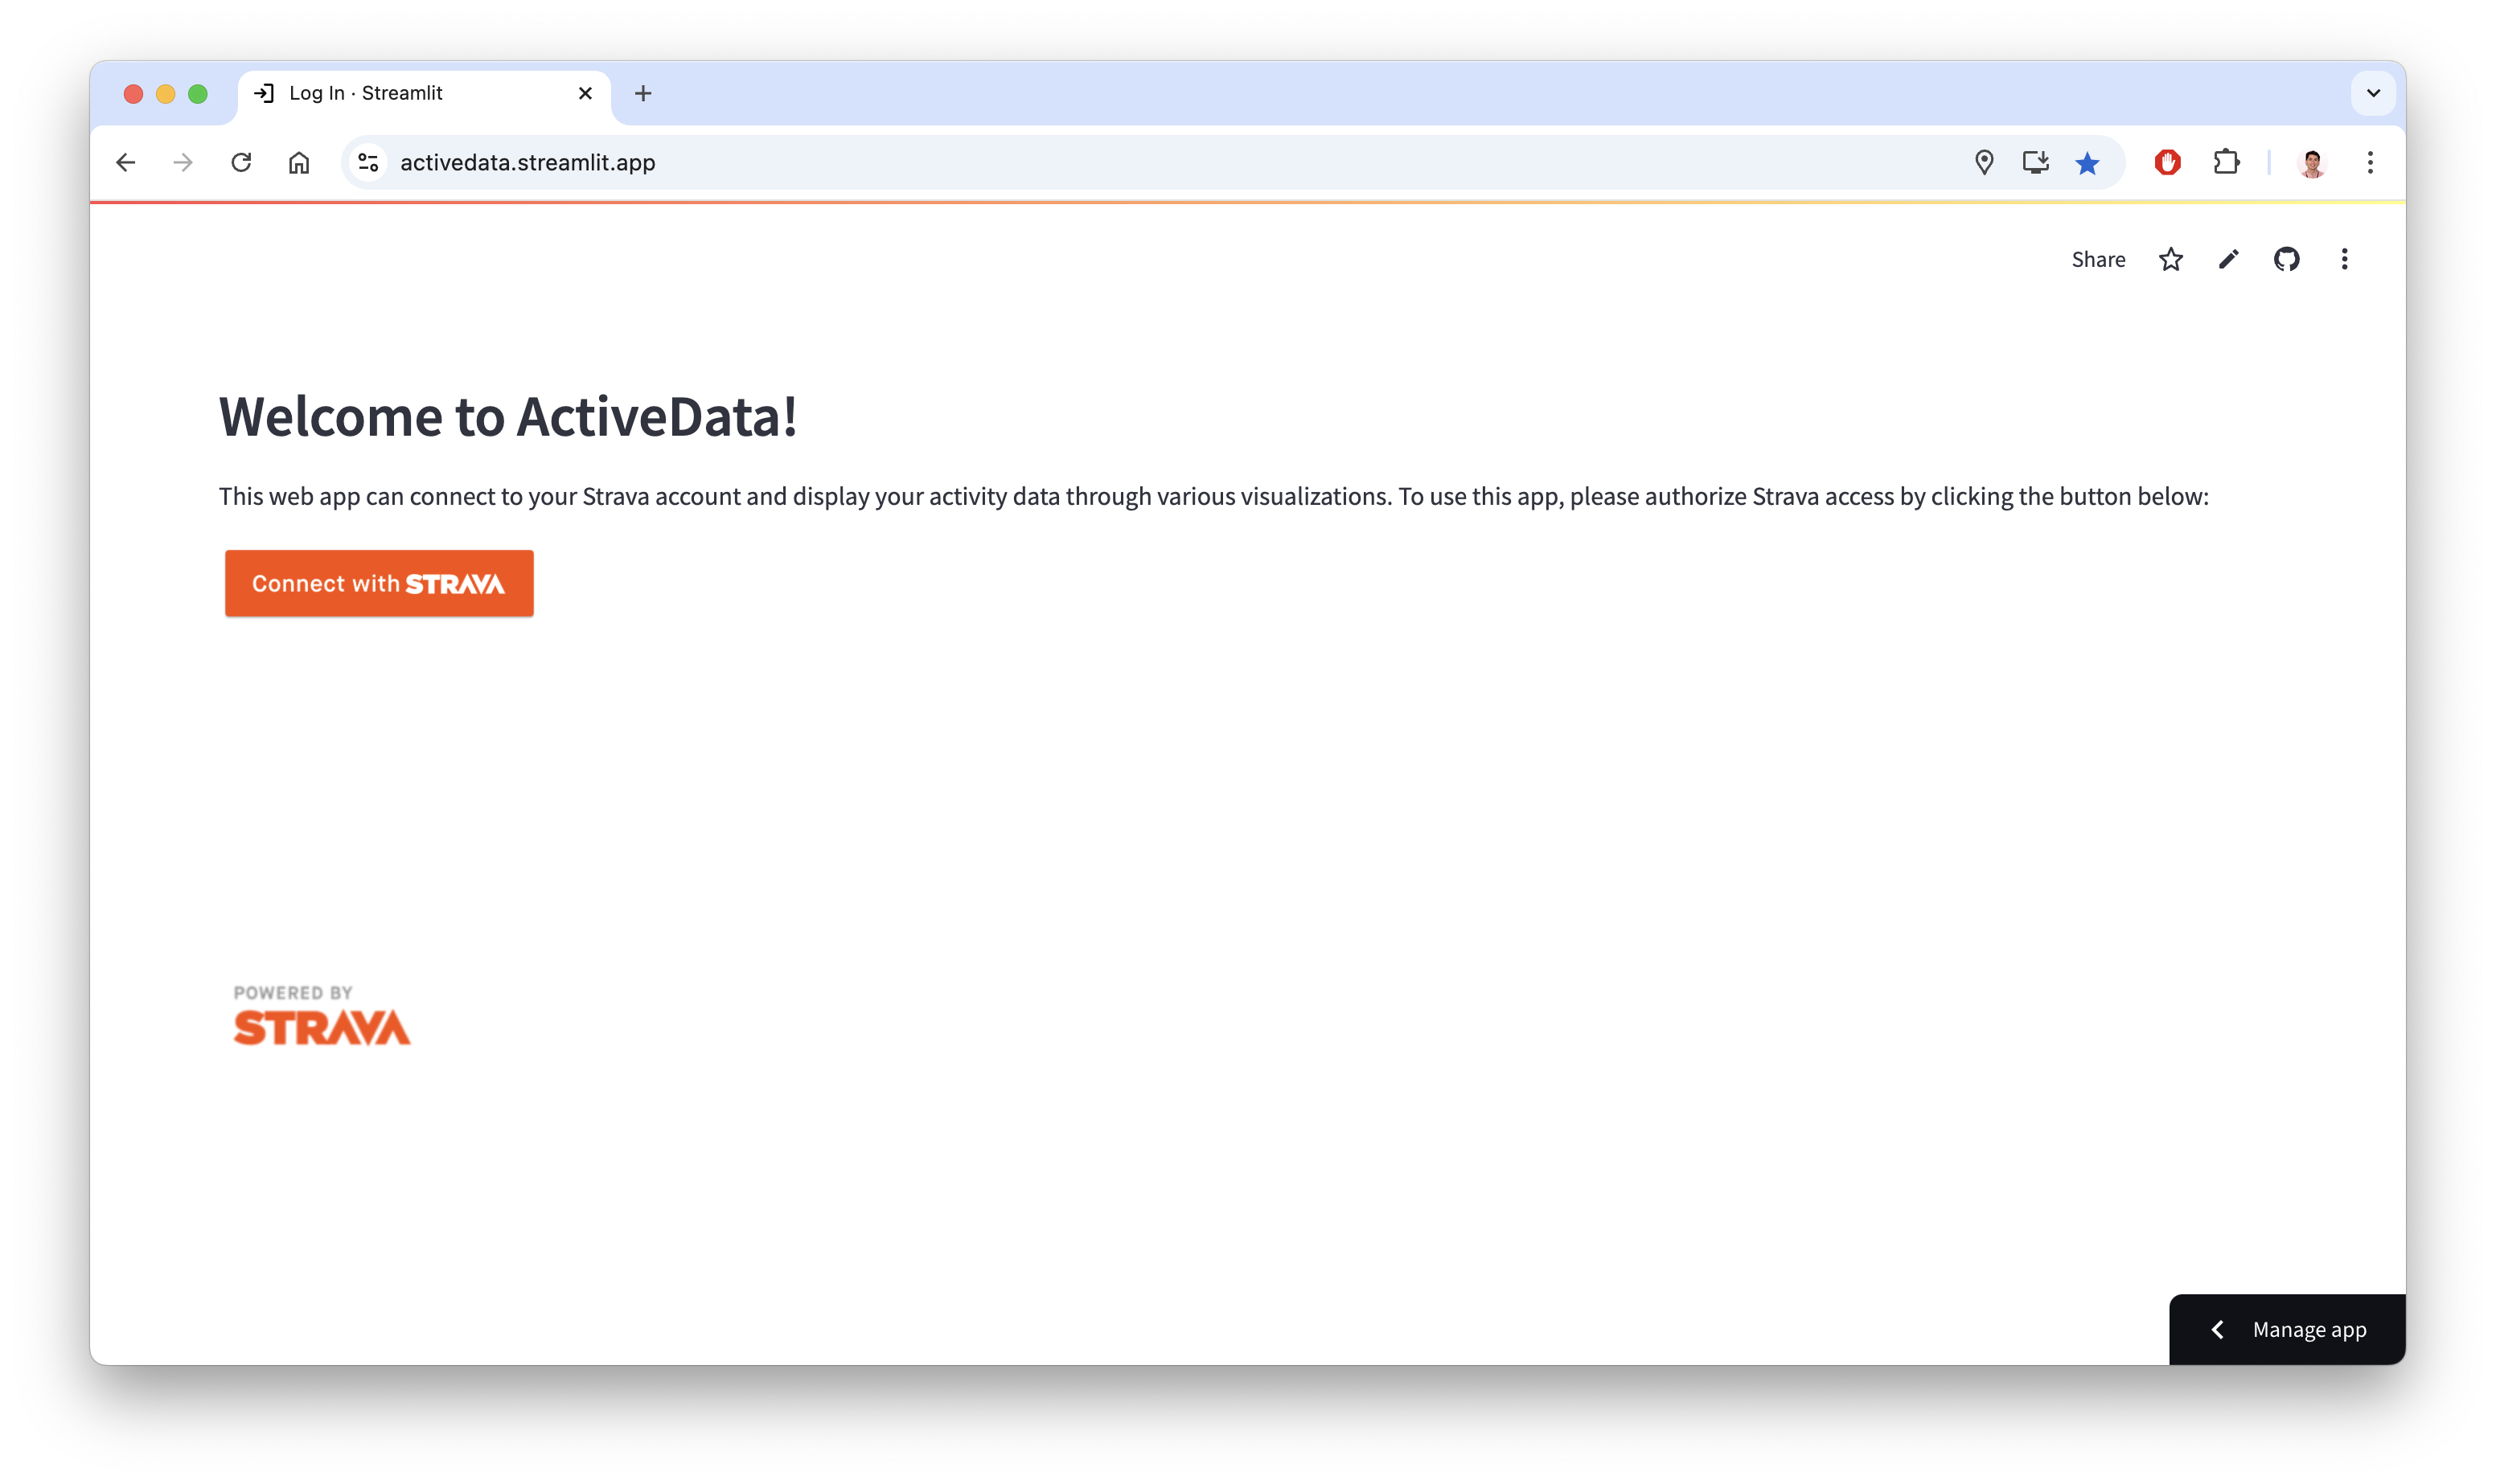 Log In · Streamlit
activedata.streamlit.app
Share
Welcome to ActiveData!
This web app can connect to your Strava account and display your activity data through various visualizations. To use this app, please authorize Strava access by clicking the button below:
Connect with STRAVA
POWERED BY
STRAVA
Manage app